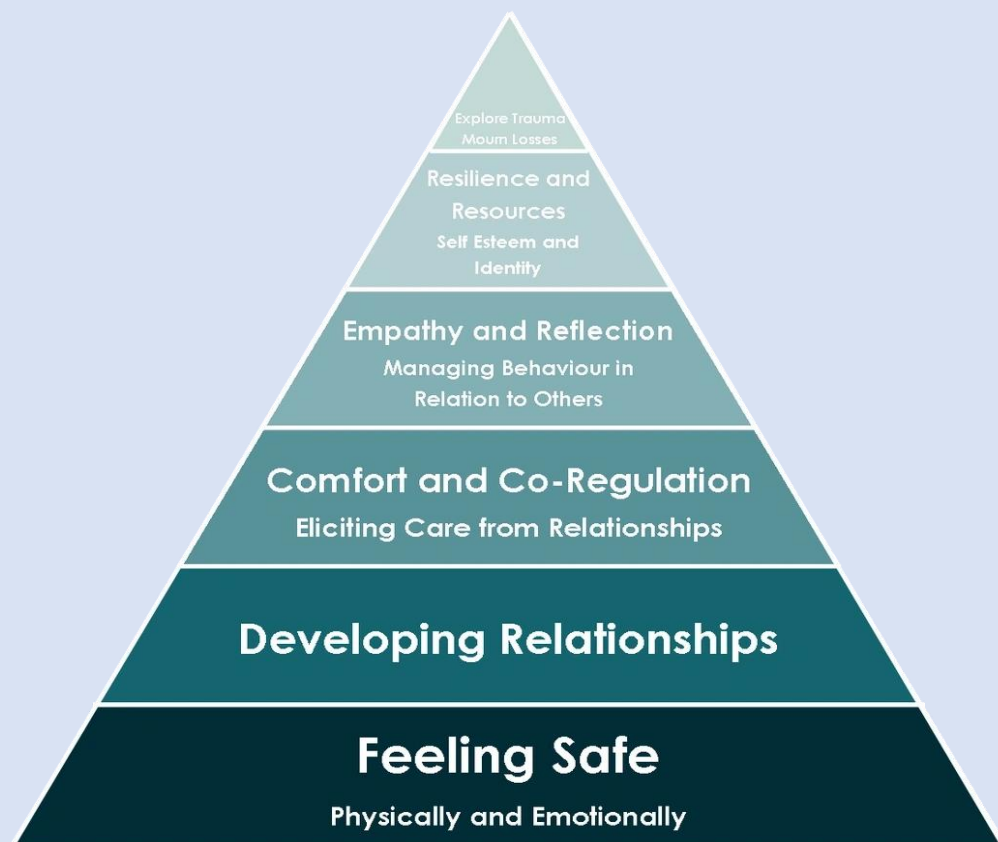 Explore Trauma
Mourn Losses
Resilience and
Resources
Self Esteem and
Identity
Empathy and Reflection
Managing Behaviour in
Relation to Others
Comfort and Co-Regulation
Eliciting Care from Relationships
Developing Relationships
Feeling Safe
Physically and Emotionally